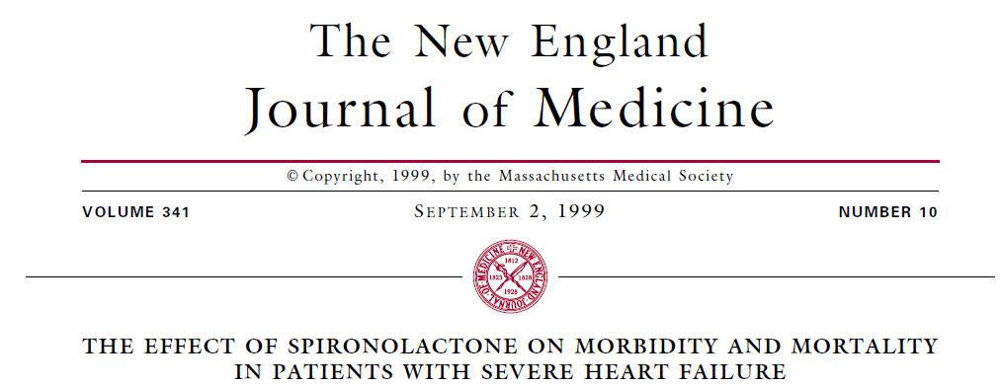 The New England
Journal of Medicine
© Copyright, 1999, by the Massachusetts Medical Society
VOLUME 341 SEPTEMBER 2, 1999 NUMBER 10
MEDICINE NEW ENGLAND JOURNAL OF
1812
1823 1828
1928
THE EFFECT OF SPIRONOLACTONE ON MORBIDITY AND MORTALITY
IN PATIENTS WITH SEVERE HEART FAILURE